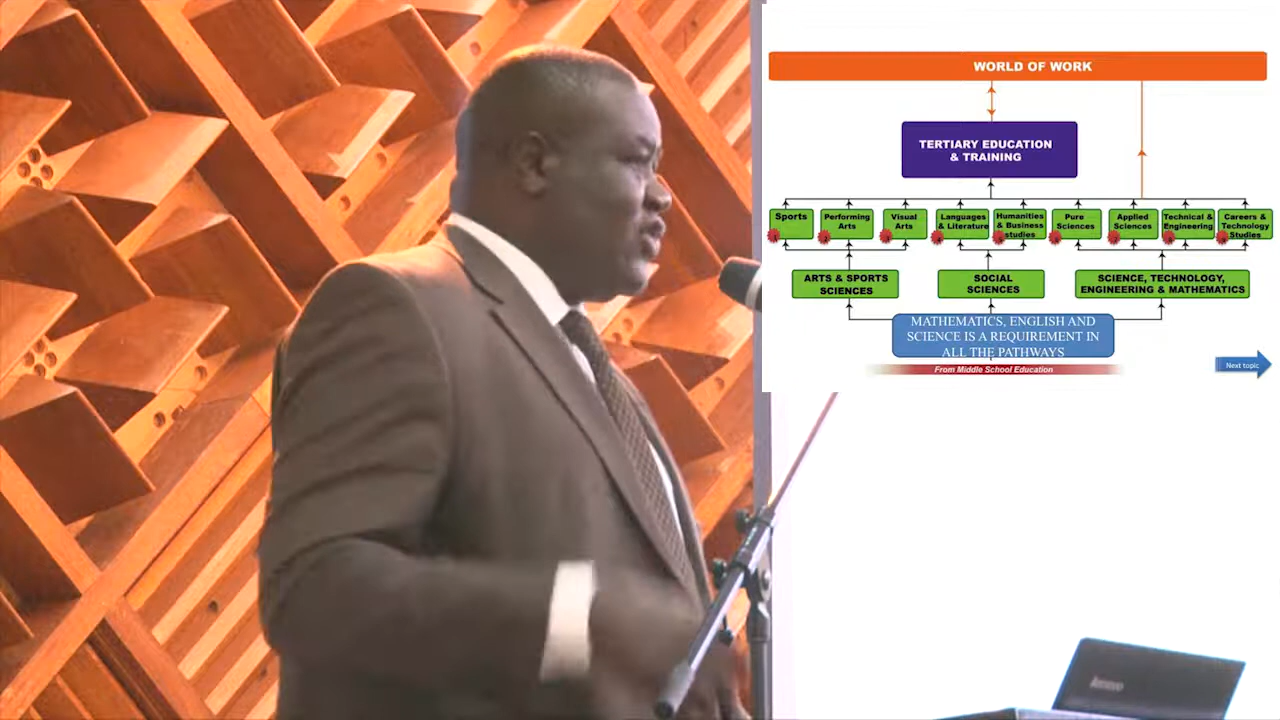 WORLD OF WORK
TERTIARY EDUCATION
& TRAINING
Sports
Performing
Arts
Visual
Arts
Languages
& Literature
Humanities
& Business
studies
Pure
Sciences
Applied
Sciences
Technical &
Engineering
Careers &
Technology
Studies
ARTS & SPORTS
SCIENCES
SOCIAL
SCIENCES
SCIENCE, TECHNOLOGY,
ENGINEERING & MATHEMATICS
MATHEMATICS, ENGLISH AND
SCIENCE IS A REQUIREMENT IN
ALL THE PATHWAYS
From Middle School Education
Next topic
lenovo